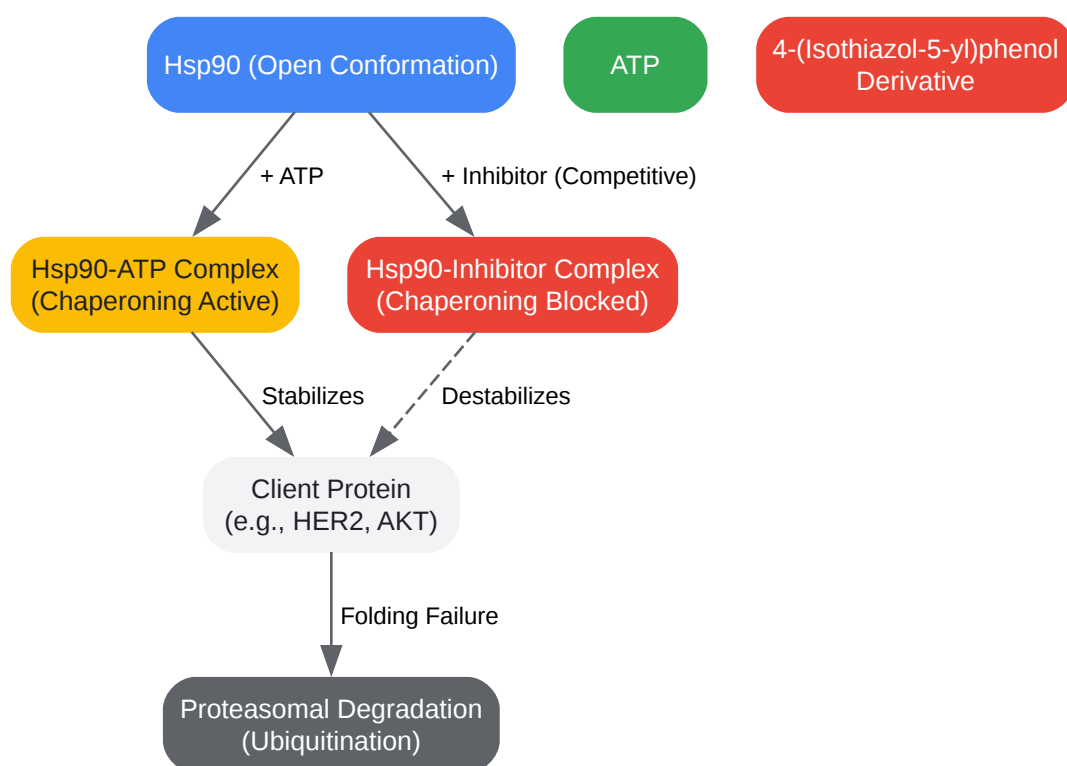 Hsp90 (Open Conformation)
ATP
4-(Isothiazol-5-yl)phenol
Derivative
+ ATP
+ Inhibitor (Competitive)
Hsp90-ATP Complex
(Chaperoning Active)
Hsp90-Inhibitor Complex
(Chaperoning Blocked)
Stabilizes
Destabilizes
Client Protein
(e.g., HER2, AKT)
Folding Failure
Proteasomal Degradation
(Ubiquitination)